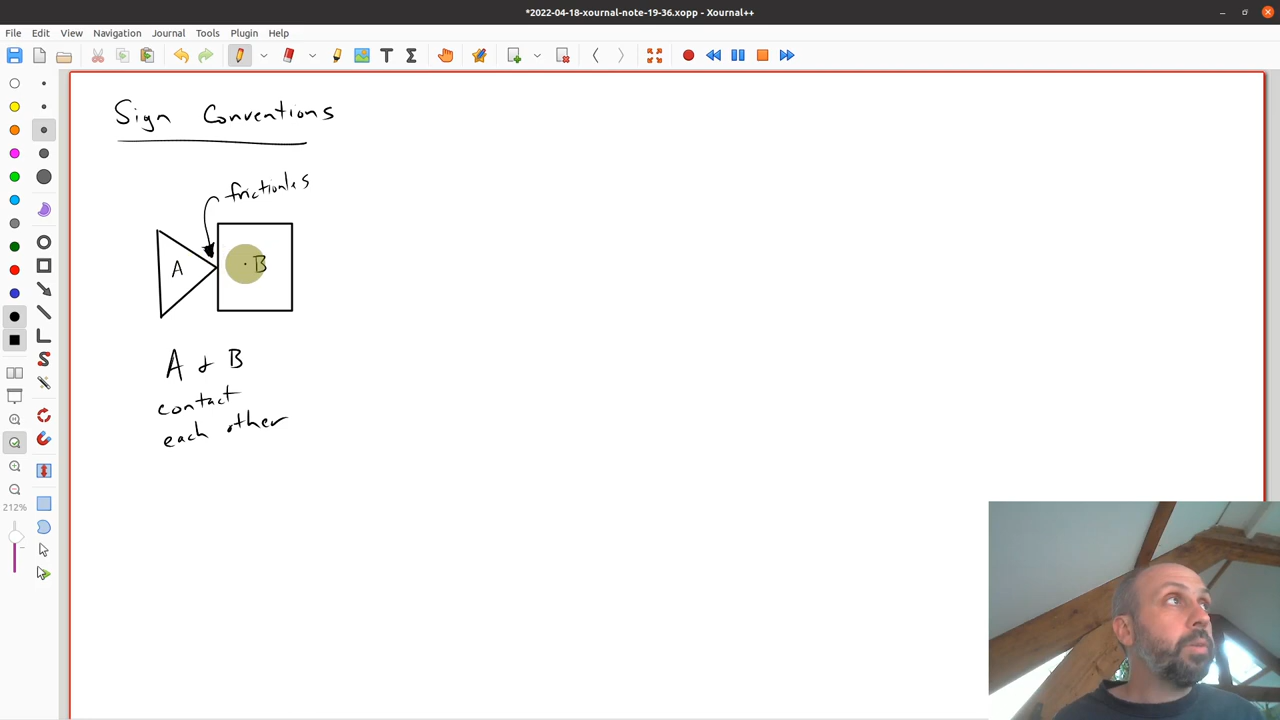 *2022-04-18-xournal-note-19-36.xopp - Xournal++
File Edit View Navigation Journal Tools Plugin Help
Sign Conventions
frictionles
A
B
A & B
contact
each other
212%